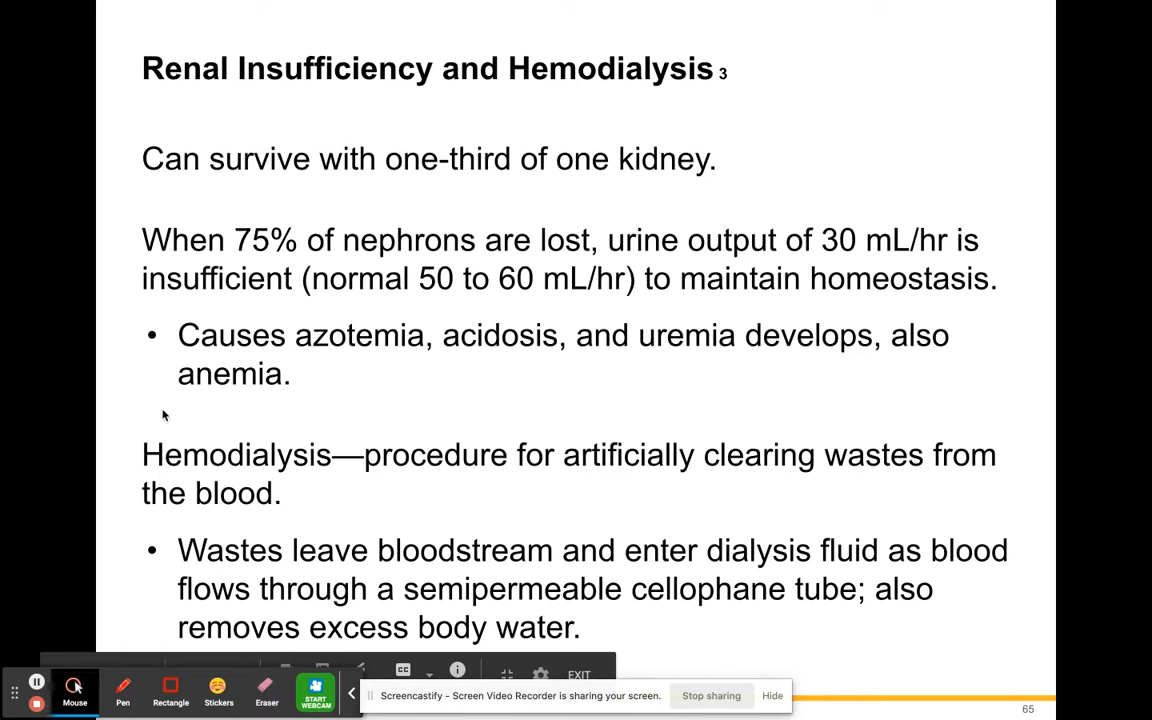 Renal Insufficiency and Hemodialysis 3
Can survive with one-third of one kidney.
When 75% of nephrons are lost, urine output of 30 mL/hr is
insufficient (normal 50 to 60 mL/hr) to maintain homeostasis.
• Causes azotemia, acidosis, and uremia develops, also
anemia.
Hemodialysis—procedure for artificially clearing wastes from
the blood.
• Wastes leave bloodstream and enter dialysis fluid as blood
flows through a semipermeable cellophane tube; also
removes excess body water.
CC
EXIT
Mouse
Pen
Rectangle
Stickers
Eraser
START
WEBCAM
Screencastify - Screen Video Recorder is sharing your screen.
Stop sharing
Hide
65